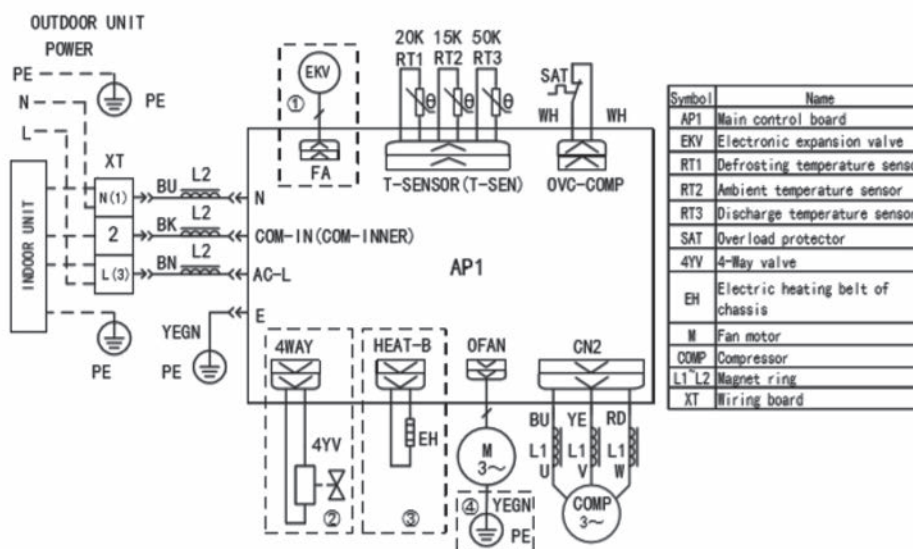 OUTDOOR UNIT
POWER
PE
PE
N
L
XT
INDOOR UNIT
N(1)
2
L(3)
BU
L2
BK
L2
BN
L2
N
COM-IN(COM-INNER)
AC-L
E
YEGN
PE
PE
EKV
①
FA
20K 15K 50K
RT1 RT2 RT3
θ θ θ
T-SENSOR(T-SEN)
SAT
WH
WH
OVC-COMP
AP1
4WAY
4YV
②
HEAT-B
EH
③
OFAN
M
3~
④
YEGN
PE
CN2
BU YE RD
L1 L1 L1
U V W
COMP
3~
Symbol Name
AP1 Main control board
EKV Electronic expansion valve
RT1 Defrosting temperature senso
RT2 Ambient temperature sensor
RT3 Discharge temperature senso
SAT Overload protector
4YV 4-Way valve
EH Electric heating belt of
chassis
M Fan motor
COMP Compressor
L1~L2 Magnet ring
XT Wiring board